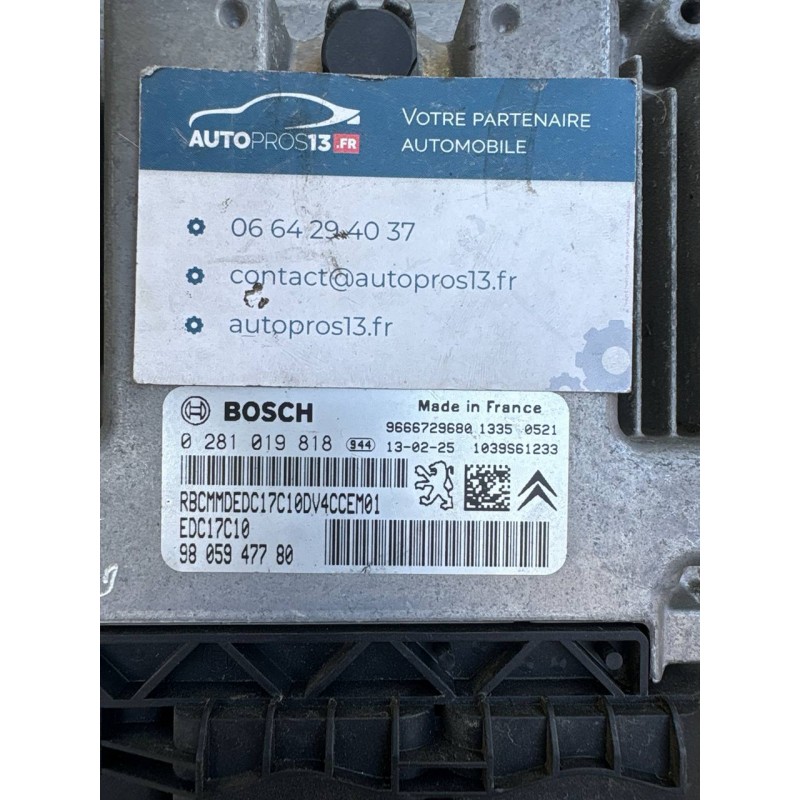 AUTOPROS13.FR
VOTRE PARTENAIRE
AUTOMOBILE
06 64 29 40 37
contact@autopros13.fr
autopros13.fr
BOSCH
Made in France
0 281 019 818 944
9666729680 1335 0521
13-02-25 1039S61233
RBCMMDEDC17C10DV4CCEM01
EDC17C10
98 059 477 80